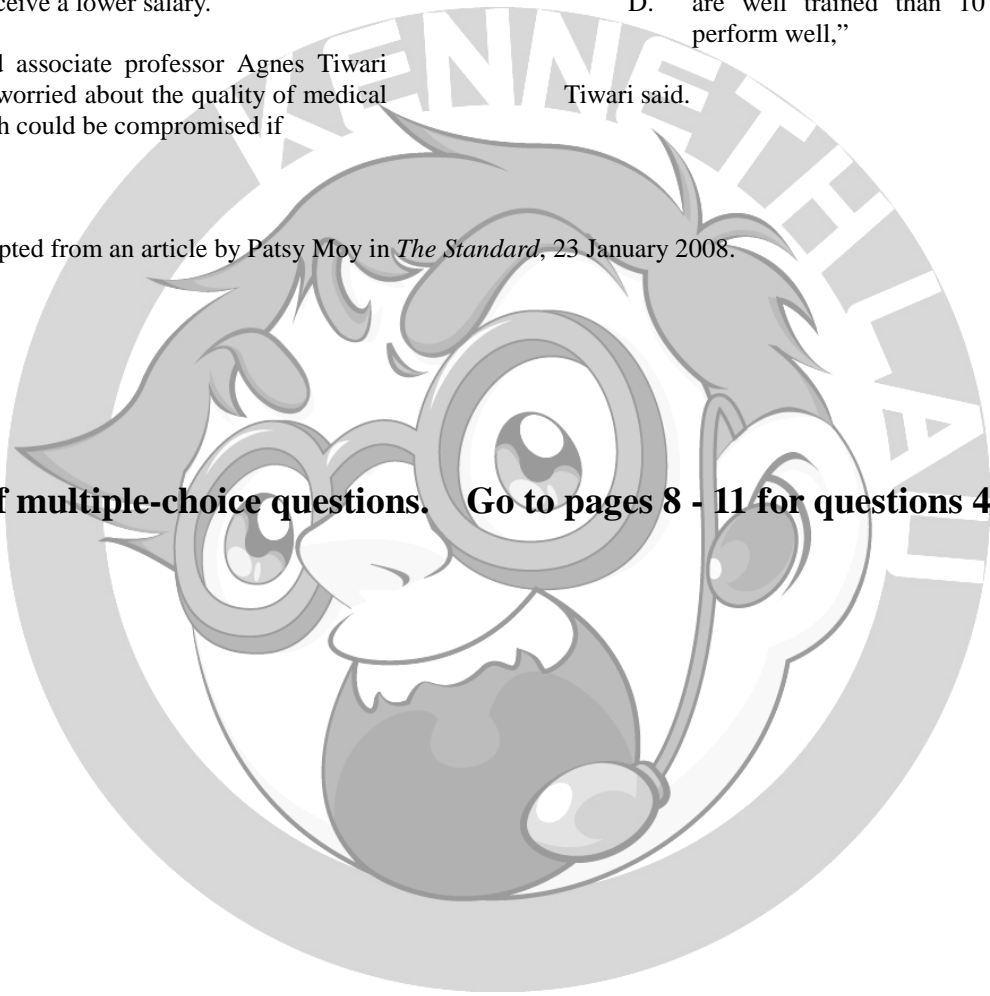 ceive a lower salary.
associate professor Agnes Tiwari
worried about the quality of medical
h could be compromised if
D. are well trained than 10
perform well,”
Tiwari said.
pted from an article by Patsy Moy in The Standard, 23 January 2008.
f multiple-choice questions. Go to pages 8 - 11 for questions 4
KENNETH LAI